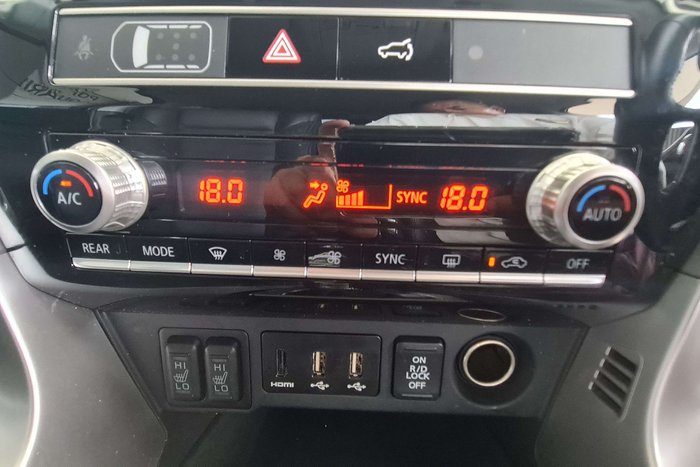 A/C
18.0
SYNC
18.0
AUTO
REAR
MODE
SYNC
OFF
HI
LO
HI
LO
HDMI
ON
R/D
LOCK
OFF